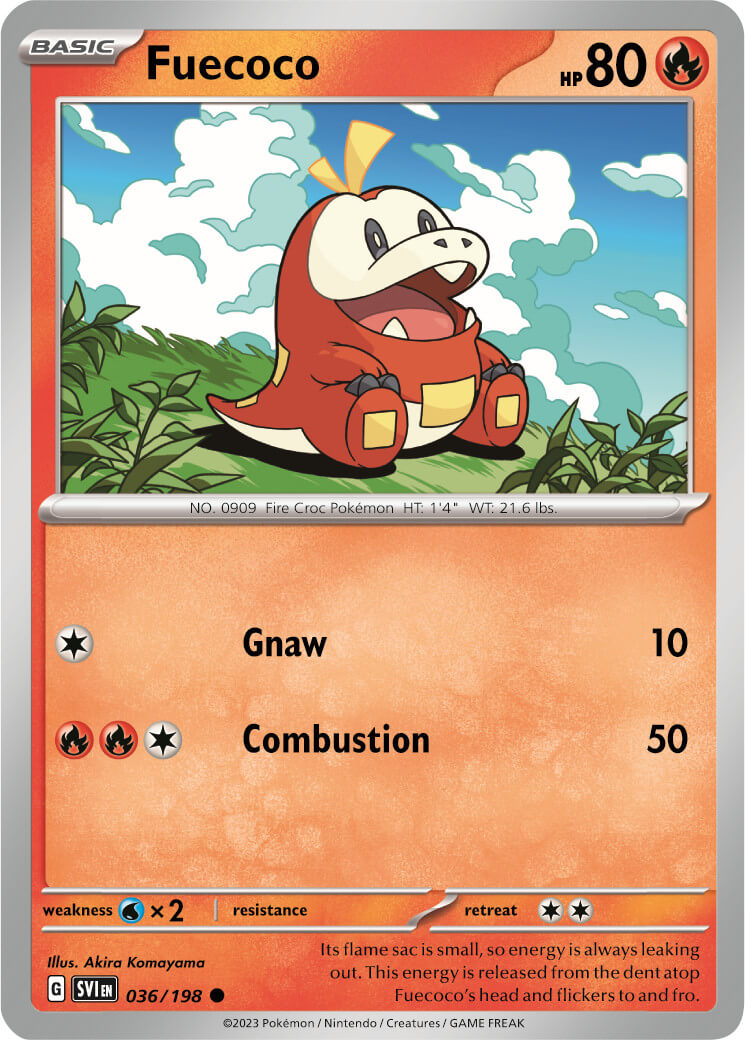 BASIC Fuecoco HP 80
NO. 0909 Fire Croc Pokémon HT: 1'4" WT: 21.6 lbs.
Gnaw 10
Combustion 50
weakness ×2 resistance retreat
Illus. Akira Komayama
Its flame sac is small, so energy is always leaking
out. This energy is released from the dent atop
Fuecoco's head and flickers to and fro.
G SVI EN 036/198
©2023 Pokémon / Nintendo / Creatures / GAME FREAK